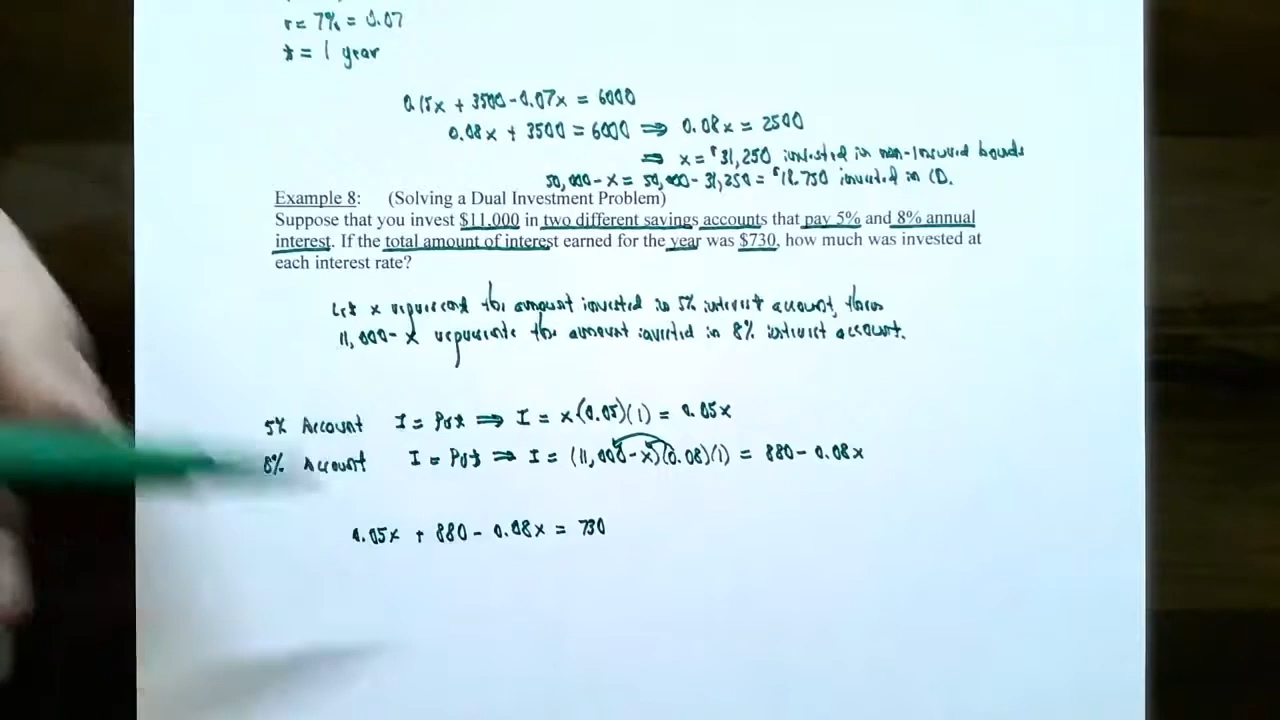 r = 7% = 0.07
t = 1 year
0.15x + 3500 - 0.07x = 6000
0.08x + 3500 = 6000 ⟹ 0.08x = 2500
⟹ x = $31,250 invested in non-insured bonds
50,000 - x = 50,000 - 31,250 = $18,750 invested in CD.
Example 8: (Solving a Dual Investment Problem)
Suppose that you invest $11,000 in two different savings accounts that pay 5% and 8% annual
interest. If the total amount of interest earned for the year was $730, how much was invested at
each interest rate?
Let x represent the amount invested in 5% interest account, then
11,000 - x represents the amount invested in 8% interest account.
5% Account I = Prt ⟹ I = x(0.05)(1) = 0.05x
8% Account I = Prt ⟹ I = (11,000 - x)(0.08)(1) = 880 - 0.08x
0.05x + 880 - 0.08x = 730